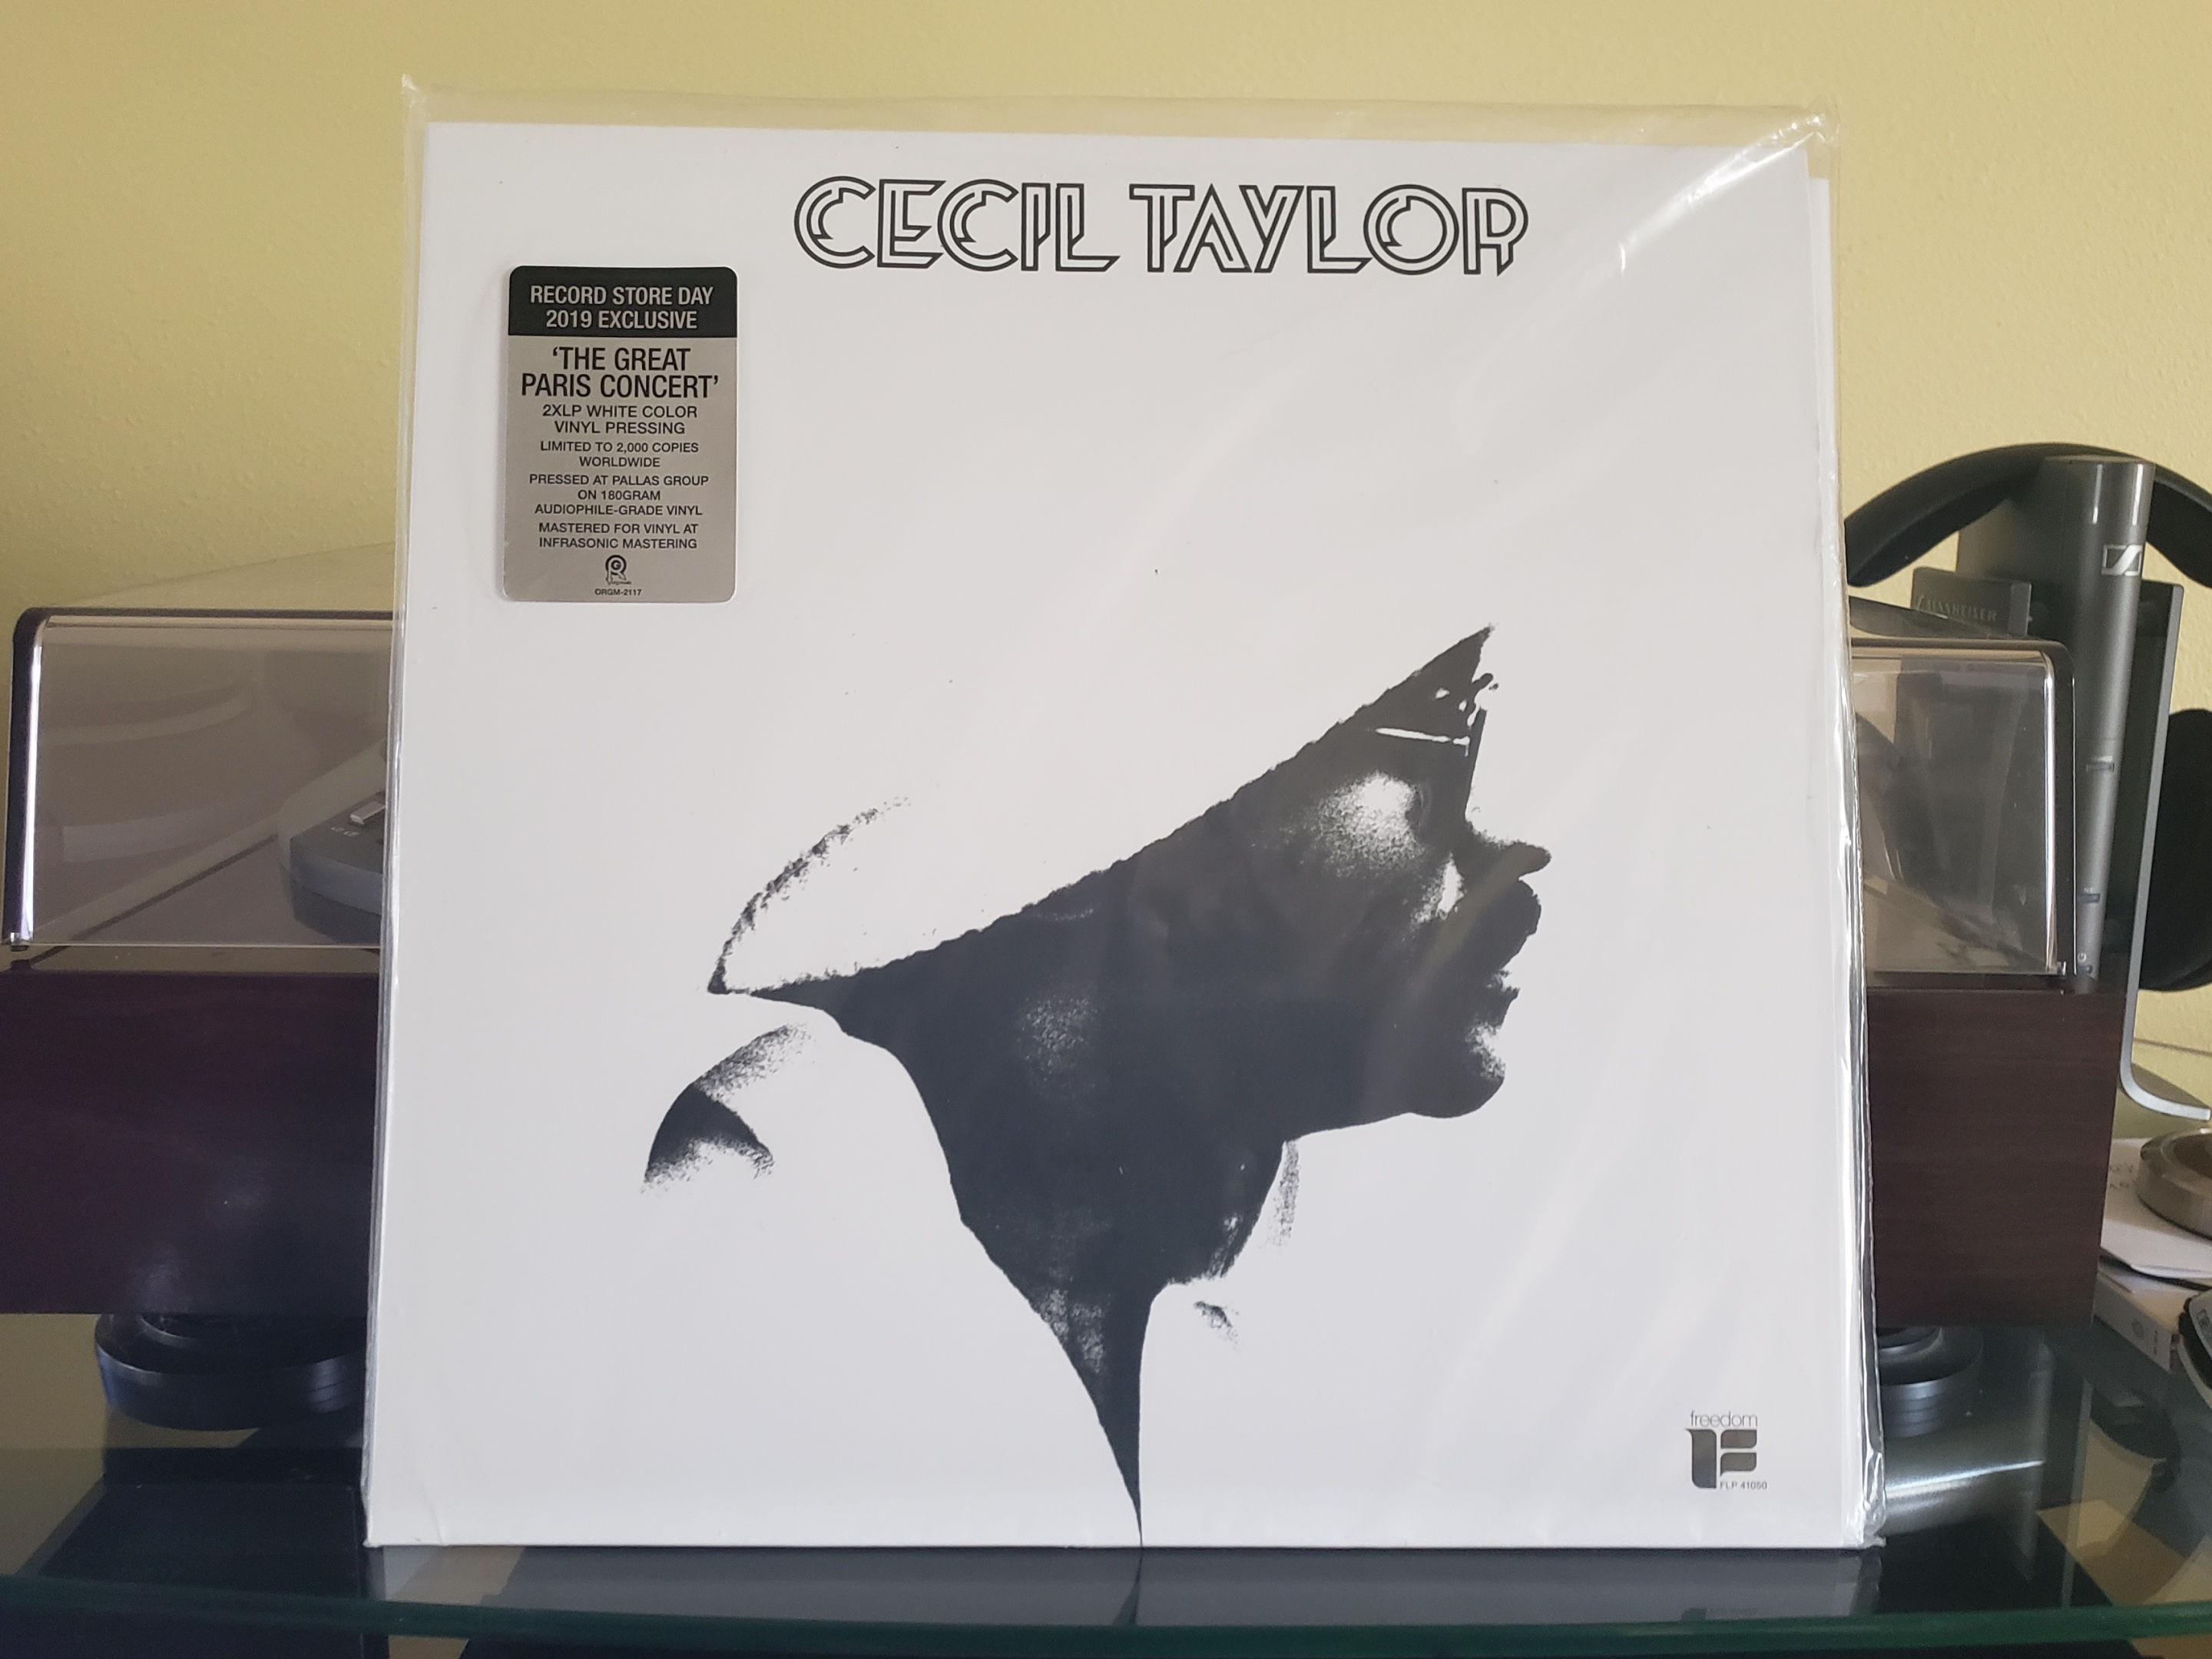 CECIL TAYLOR
RECORD STORE DAY
2019 EXCLUSIVE
‘THE GREAT
PARIS CONCERT’
2XLP WHITE COLOR
VINYL PRESSING
LIMITED TO 2,000 COPIES
WORLDWIDE
PRESSED AT PALLAS GROUP
ON 180GRAM
AUDIOPHILE-GRADE VINYL
MASTERED FOR VINYL AT
INFRASONIC MASTERING
ORGM-2117
SENNHEISER
freedom
FLP 41050